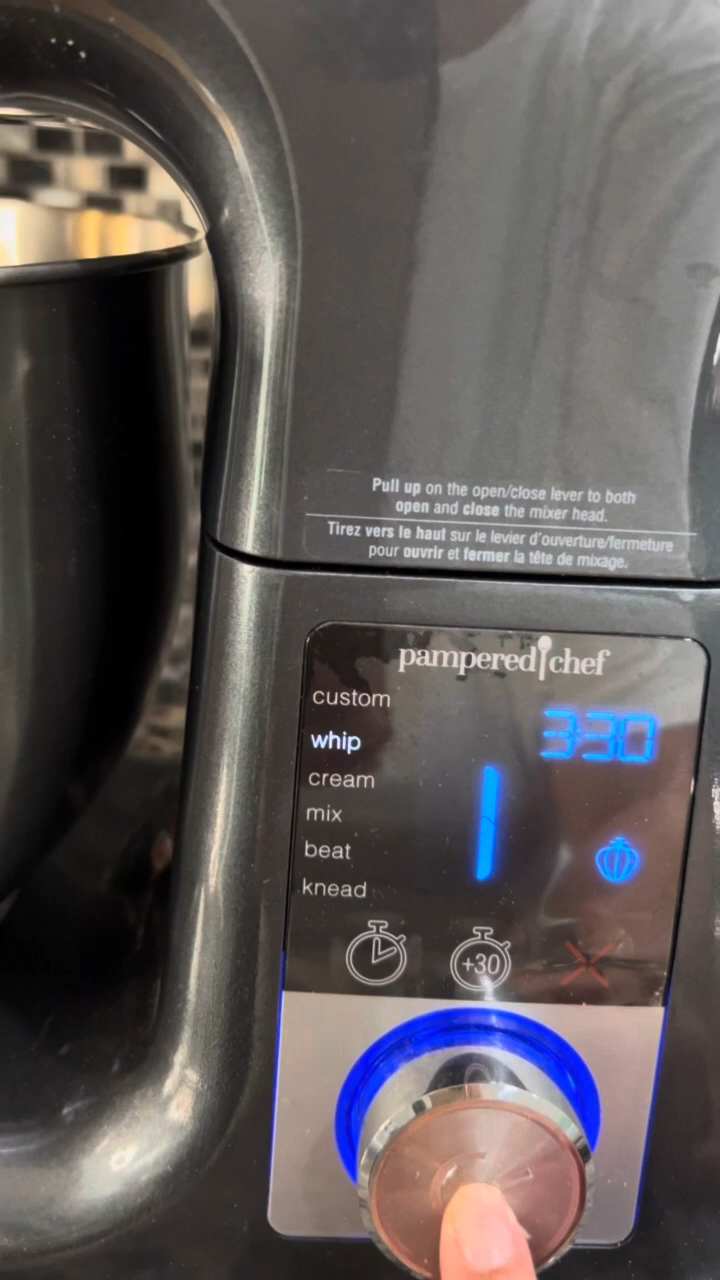 Pull up on the open/close lever to both
open and close the mixer head.
Tirez vers le haut sur le levier d'ouverture/fermeture
pour ouvrir et fermer la tête de mixage.
pampered chef
custom
whip
cream
mix
beat
knead
3:30
1
+30